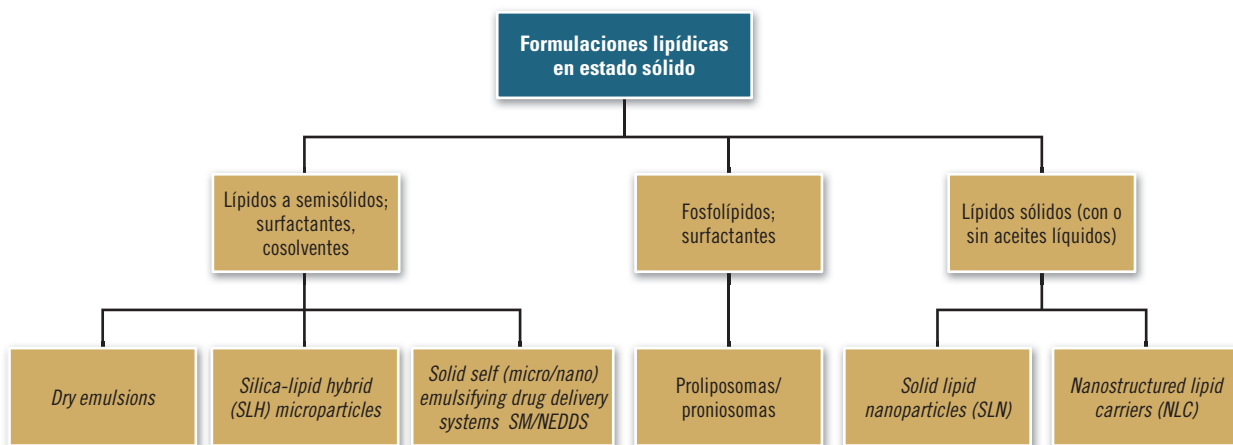 Formulaciones lipídicas
en estado sólido
Lípidos a semisólidos;
surfactantes,
cosolventes
Fosfolípidos;
surfactantes
Lípidos sólidos (con o
sin aceites líquidos)
Dry emulsions
Silica-lipid hybrid
(SLH) microparticles
Solid self (micro/nano)
emulsifying drug delivery
systems SM/NEDDS
Proliposomas/
proniosomas
Solid lipid
nanoparticles (SLN)
Nanostructured lipid
carriers (NLC)